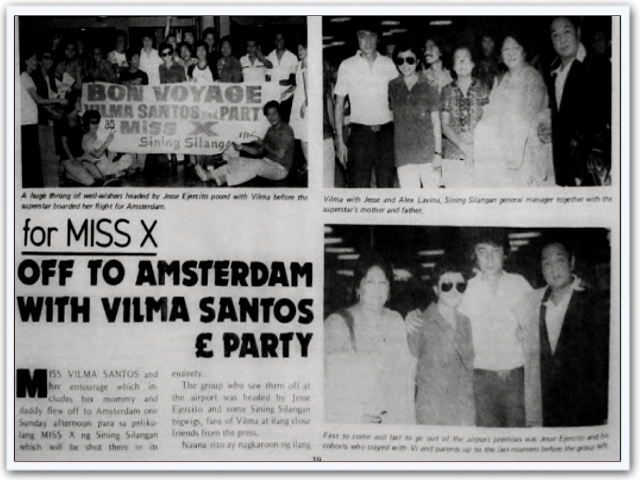 BON VOYAGE
VILMA SANTOS and PART
as MISS X
Sining Silangan
A huge throng of well-wishers headed by Jesse Ejercito posed with Vilma before the
superstar boarded her flight for Amsterdam.
Vilma with Jesse and Alex Lavina, Sining Silangan general manager together with the
superstar's mother and father.
for MISS X
OFF TO AMSTERDAM
WITH VILMA SANTOS
£ PARTY
MISS VILMA SANTOS and
her entourage which in-
cludes her mommy and
daddy flew off to Amsterdam one
Sunday afternoon para sa peliku-
lang MISS X ng Sining Silangan
which will be shot there in its
entirety.
The group who saw them off at
the airport was headed by Jesse
Ejercito and some Sining Silangan
bigwigs, fans of Vilma at ilang close
friends from the press.
Nauna rito ay nagkaroon ng ilang
First to come and last to go out of the airport premises was Jesse Ejercito and his
cohorts who stayed with Vi and parents up to the last moment before the group left.